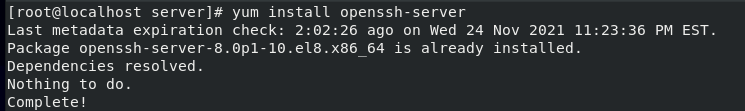 [root@localhost server]# yum install openssh-server
Last metadata expiration check: 2:02:26 ago on Wed 24 Nov 2021 11:23:36 PM EST.
Package openssh-server-8.0p1-10.el8.x86_64 is already installed.
Dependencies resolved.
Nothing to do.
Complete!